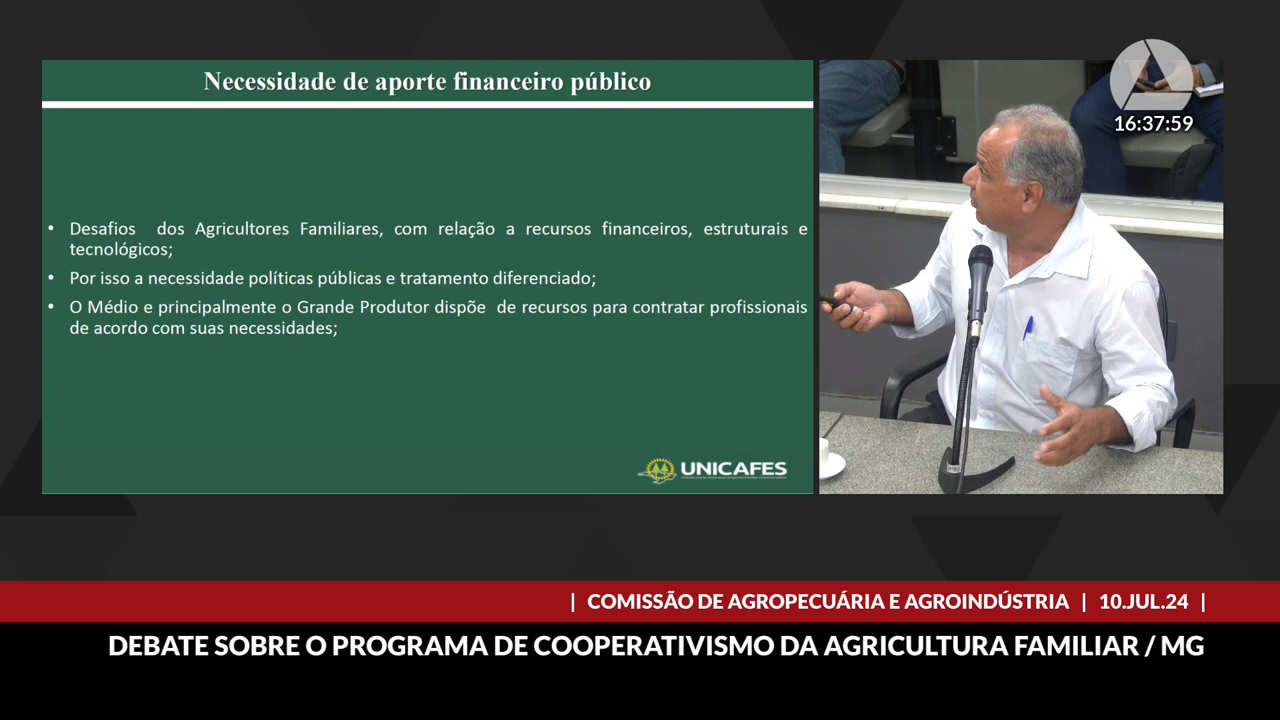 Necessidade de aporte financeiro público
16:37:59
• Desafios dos Agricultores Familiares, com relação a recursos financeiros, estruturais e
tecnológicos;
• Por isso a necessidade políticas públicas e tratamento diferenciado;
• O Médio e principalmente o Grande Produtor dispõe de recursos para contratar profissionais
de acordo com suas necessidades;
UNICAFES
| COMISSÃO DE AGROPECUÁRIA E AGROINDÚSTRIA | 10.JUL.24 |
DEBATE SOBRE O PROGRAMA DE COOPERATIVISMO DA AGRICULTURA FAMILIAR / MG